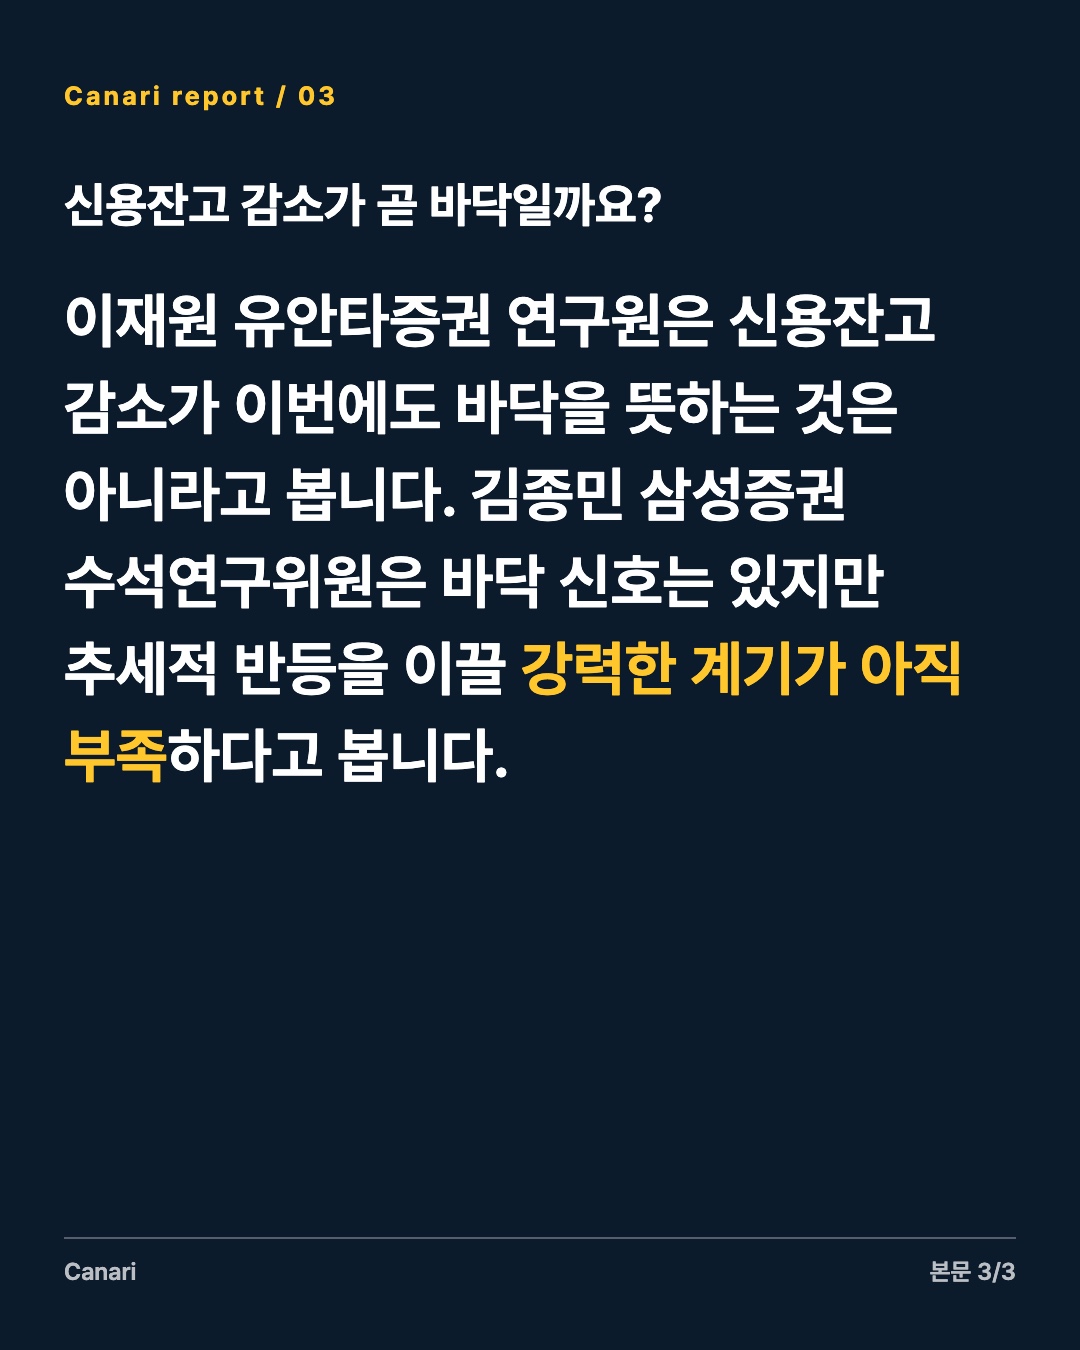 Canari report / 03
신용잔고 감소가 곧 바닥일까요?
이재원 유안타증권 연구원은 신용잔고
감소가 이번에도 바닥을 뜻하는 것은
아니라고 봅니다. 김종민 삼성증권
수석연구위원은 바닥 신호는 있지만
추세적 반등을 이끌 강력한 계기가 아직
부족하다고 봅니다.
Canari
본문 3/3